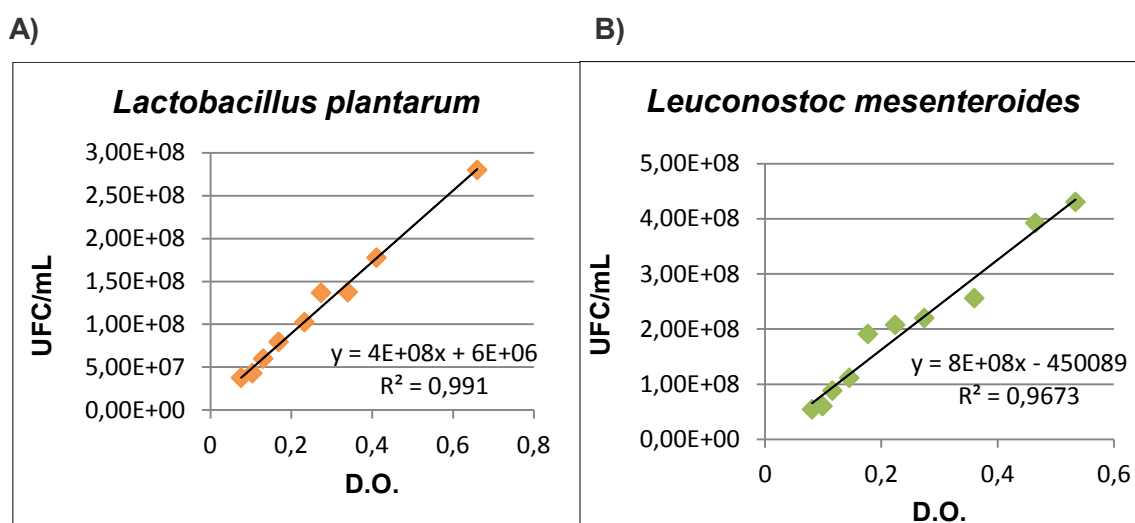 A)
Lactobacillus plantarum
3,00E+08
2,50E+08
2,00E+08
1,50E+08
1,00E+08
5,00E+07
0,00E+00
UFC/mL
y = 4E+08x + 6E+06
R² = 0,991
0 0,2 0,4 0,6 0,8
D.O.
B)
Leuconostoc mesenteroides
5,00E+08
4,00E+08
3,00E+08
2,00E+08
1,00E+08
0,00E+00
UFC/mL
y = 8E+08x - 450089
R² = 0,9673
0 0,2 0,4 0,6
D.O.